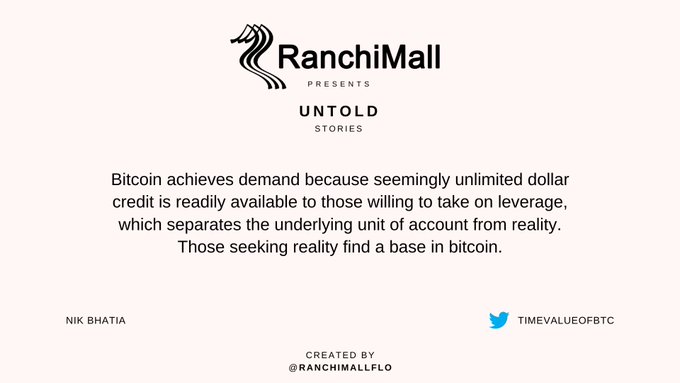 RanchiMall
PRESENTS
UNTOLD
STORIES
Bitcoin achieves demand because seemingly unlimited dollar
credit is readily available to those willing to take on leverage,
which separates the underlying unit of account from reality.
Those seeking reality find a base in bitcoin.
NIK BHATIA
TIMEVALUEOFBTC
CREATED BY
@RANCHIMALLFLO